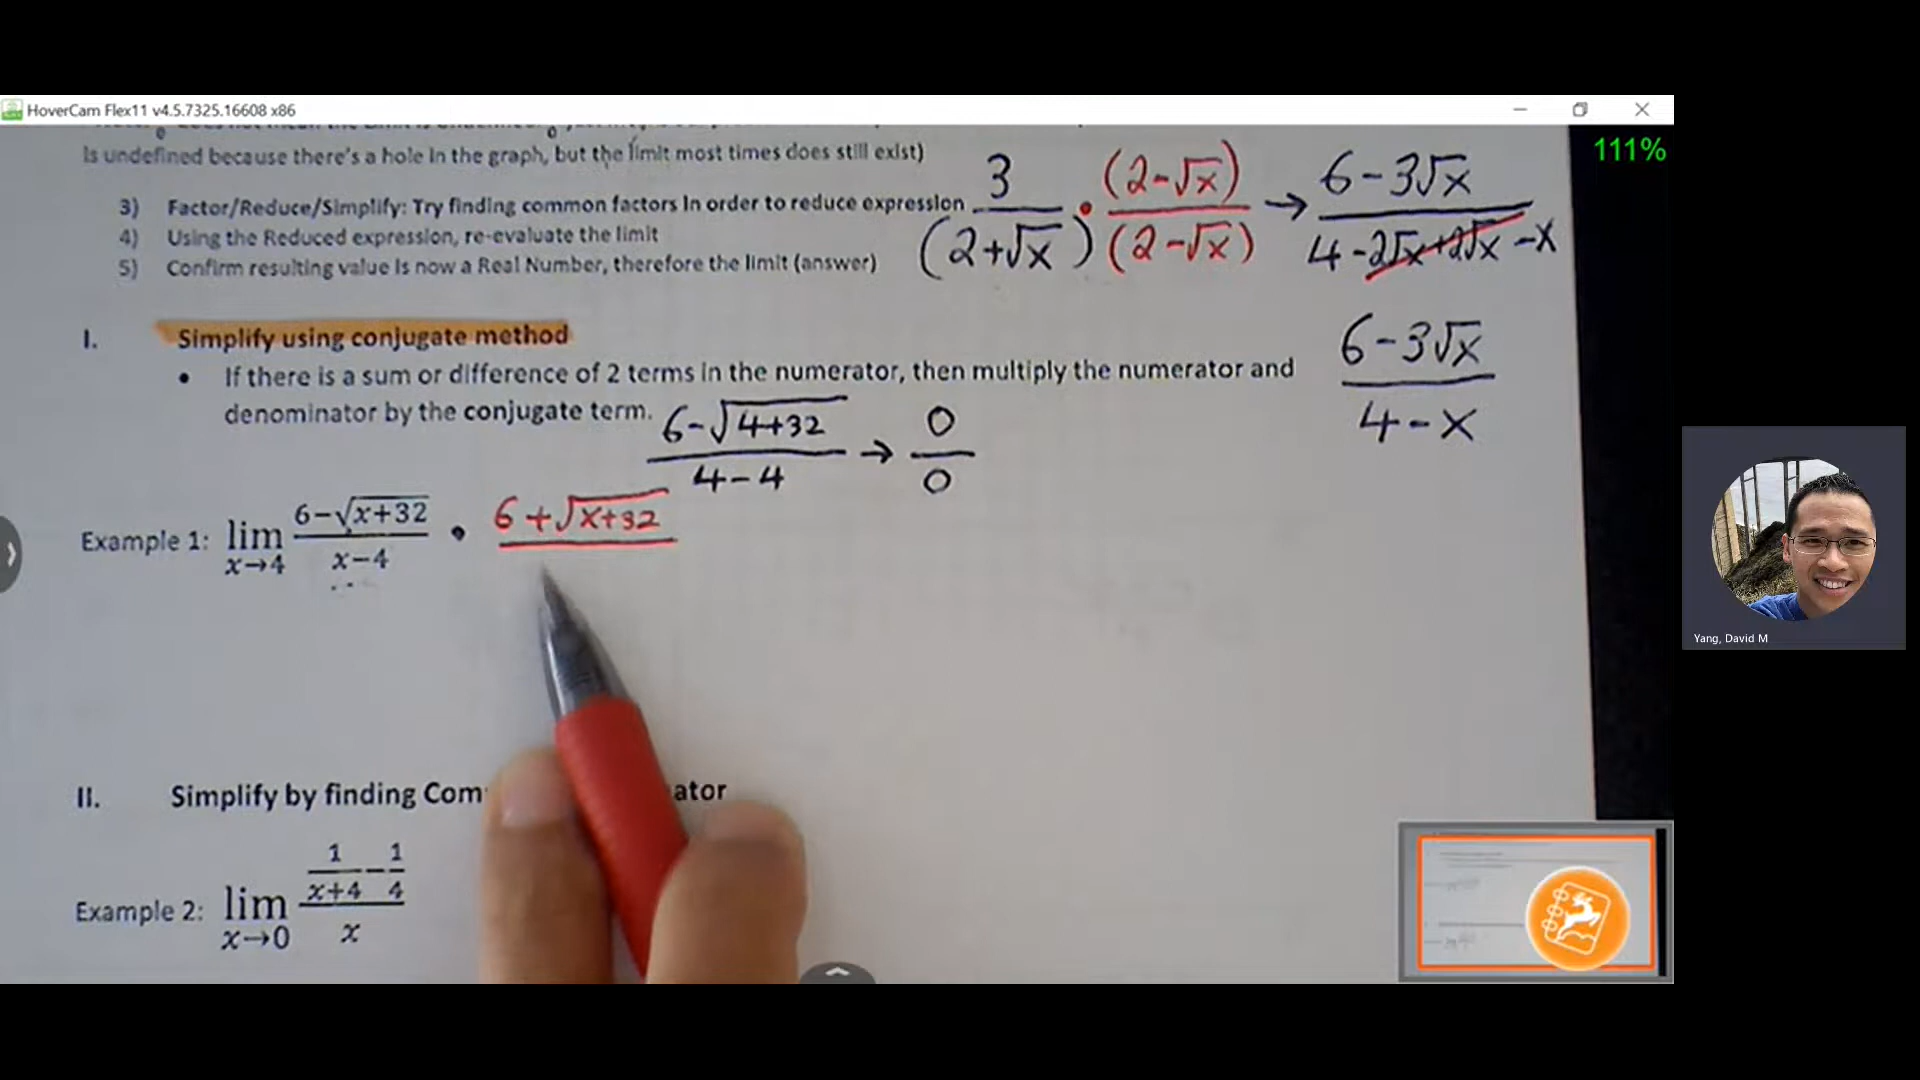 HoverCam Flex11 v4.5.7325.16608 x86
111%
is undefined because there's a hole in the graph, but the limit most times does still exist)
3) Factor/Reduce/Simplify: Try finding common factors in order to reduce expression
4) Using the Reduced expression, re-evaluate the limit
5) Confirm resulting value is now a Real Number, therefore the limit (answer)
3 / (2+√x) • (2-√x) / (2-√x) → 6-3√x / 4-2√x+2√x-x
6-3√x / 4-x
I. Simplify using conjugate method
• If there is a sum or difference of 2 terms in the numerator, then multiply the numerator and
denominator by the conjugate term.
6-√4+32 / 4-4 → 0 / 0
Example 1: lim x→4 6-√x+32 / x-4 • 6+√x+32
II. Simplify by finding Com ator
Example 2: lim x→0 1/x+4 - 1/4 / x
Yang, David M